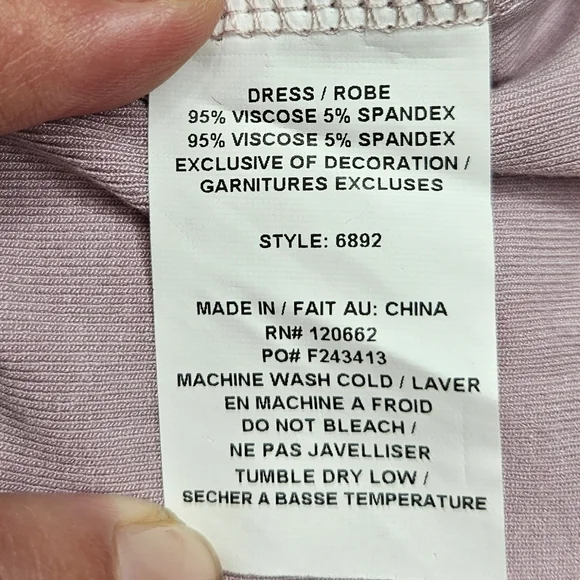 DRESS / ROBE
95% VISCOSE 5% SPANDEX
95% VISCOSE 5% SPANDEX
EXCLUSIVE OF DECORATION /
GARNITURES EXCLUSES
STYLE: 6892
MADE IN / FAIT AU: CHINA
RN# 120662
PO# F243413
MACHINE WASH COLD / LAVER
EN MACHINE A FROID
DO NOT BLEACH /
NE PAS JAVELLISER
TUMBLE DRY LOW /
SECHER A BASSE TEMPERATURE